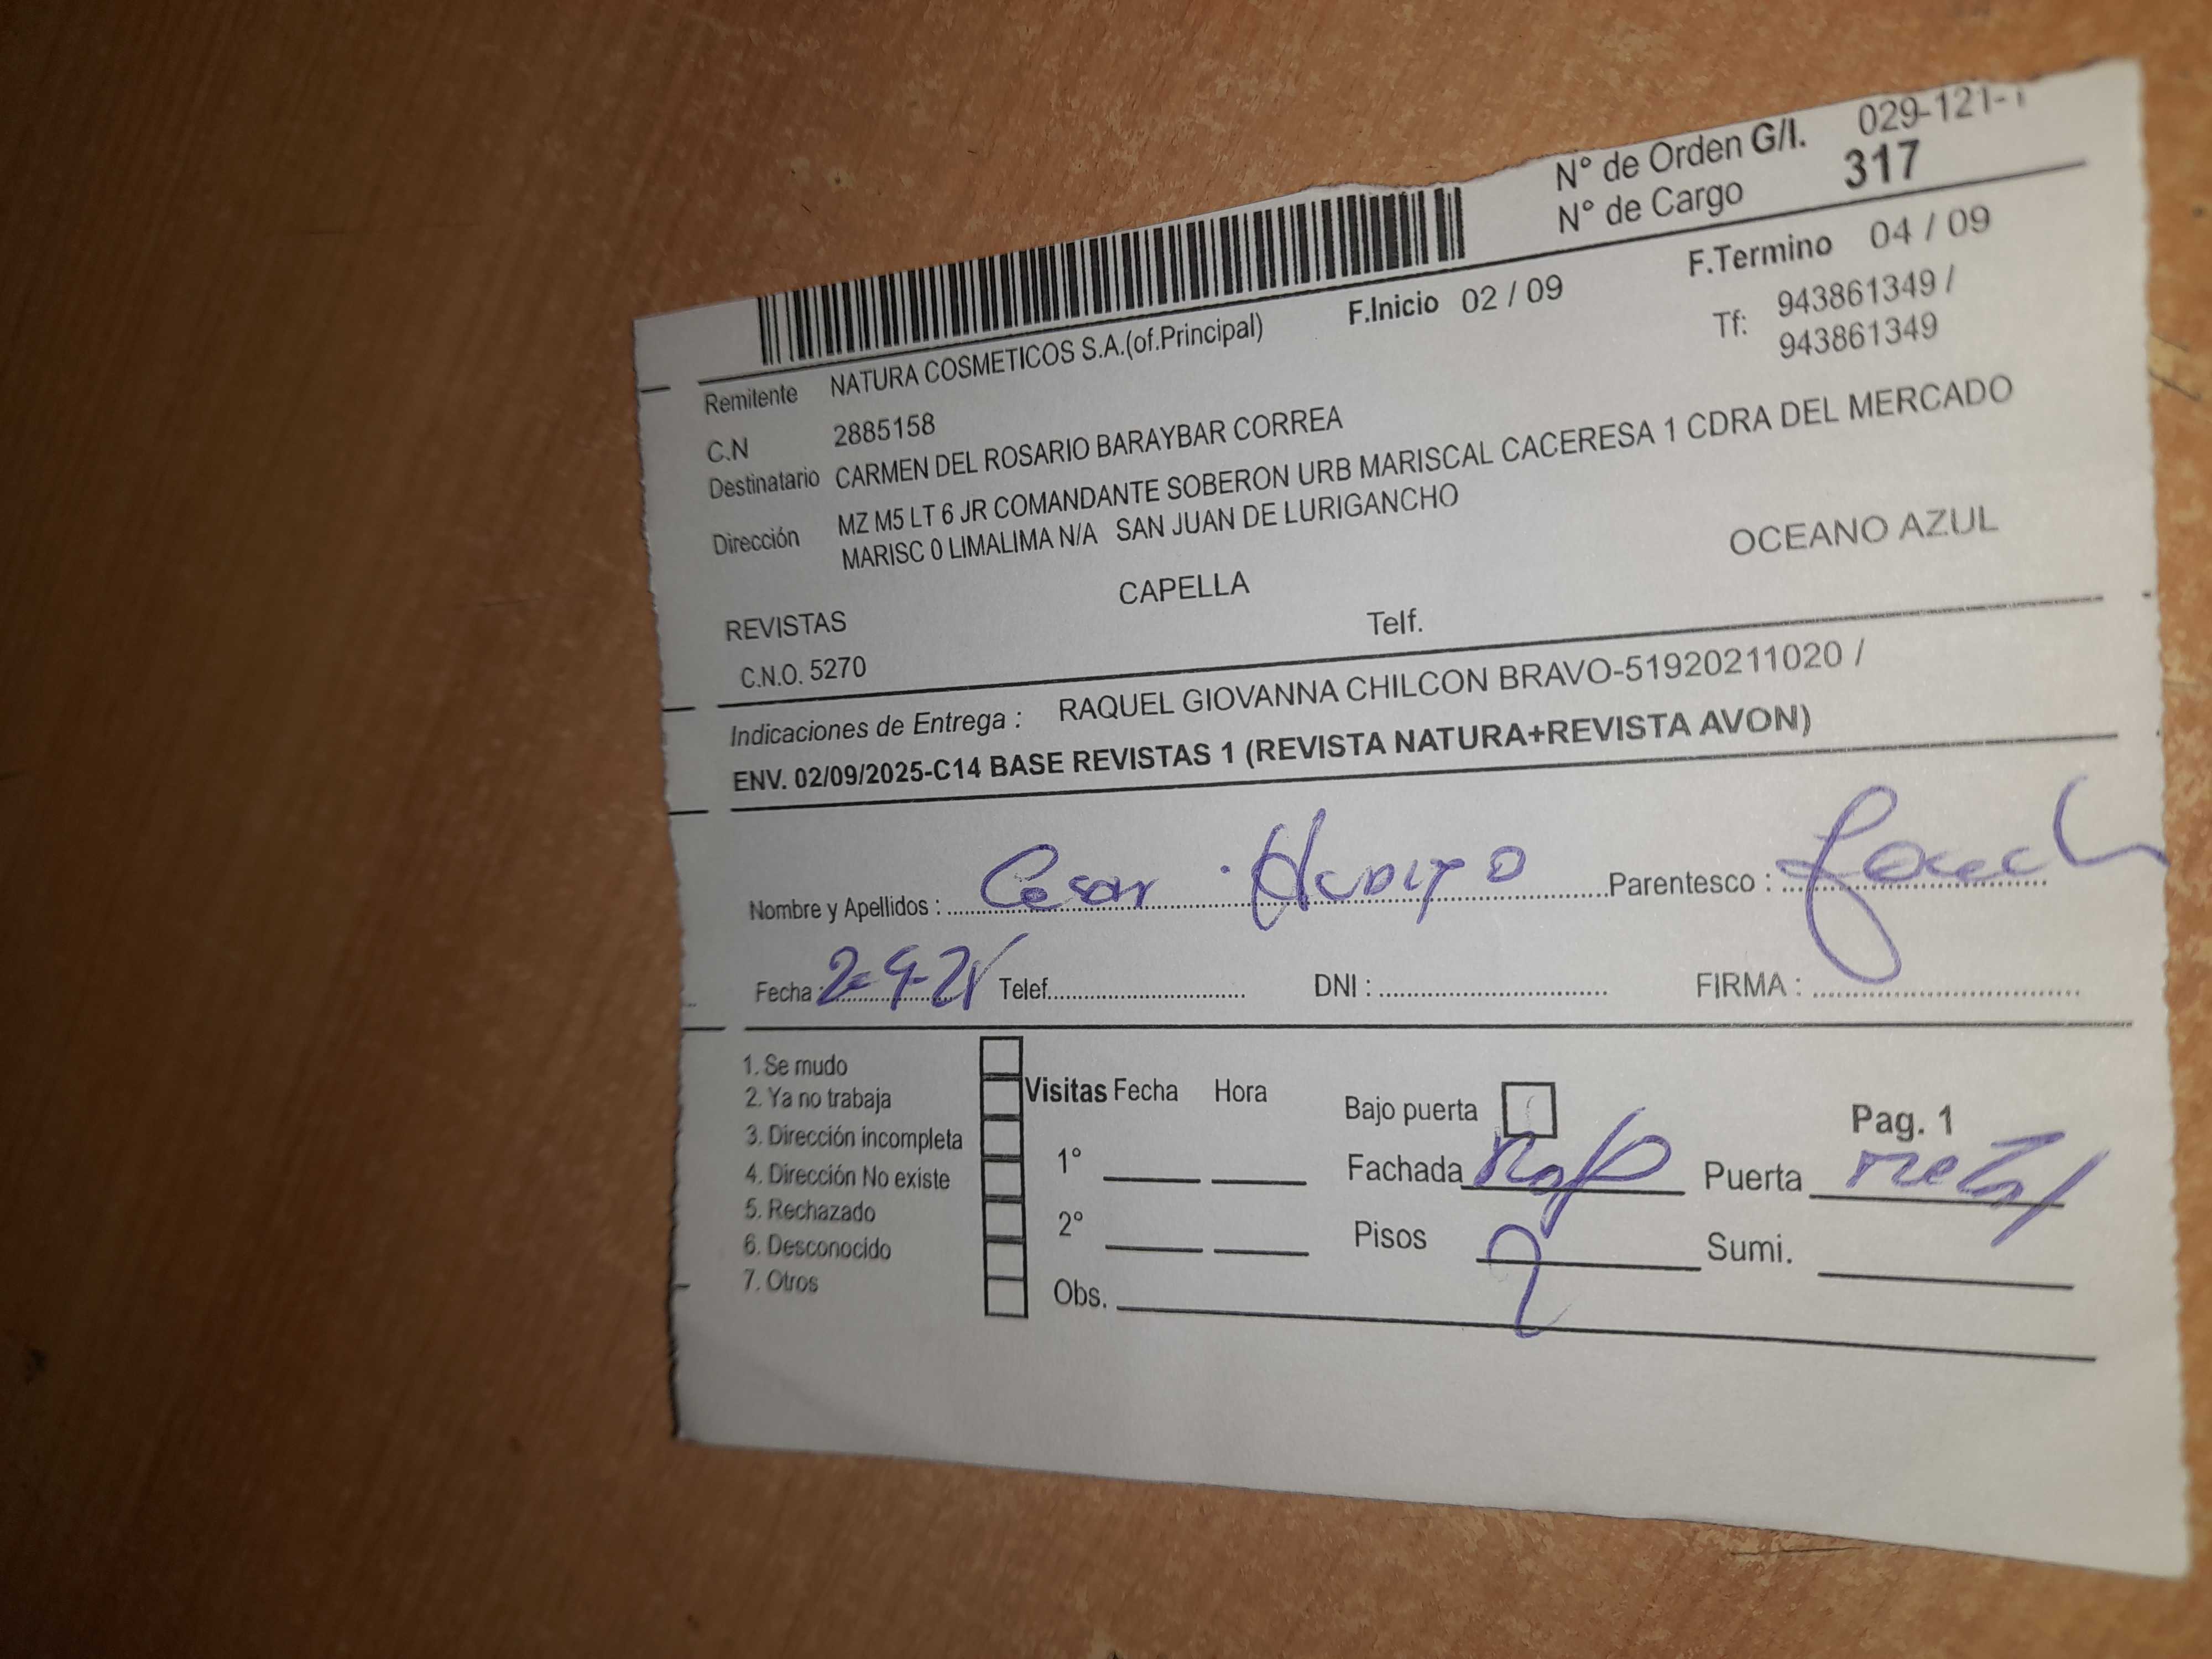 N° de Orden G/I. 029-121-1
N° de Cargo 317
F.Inicio 02 / 09 F.Termino 04 / 09
Remitente NATURA COSMETICOS S.A.(of.Principal) Tf: 943861349 /
943861349
C.N 2885158
Destinatario CARMEN DEL ROSARIO BARAYBAR CORREA
Dirección MZ M5 LT 6 JR COMANDANTE SOBERON URB MARISCAL CACERESA 1 CDRA DEL MERCADO
MARISC 0 LIMALIMA N/A SAN JUAN DE LURIGANCHO
REVISTAS CAPELLA OCEANO AZUL
C.N.O. 5270 Telf.
Indicaciones de Entrega : RAQUEL GIOVANNA CHILCON BRAVO-51920211020 /
ENV. 02/09/2025-C14 BASE REVISTAS 1 (REVISTA NATURA+REVISTA AVON)
Nombre y Apellidos : Cesar Parentesco :
Fecha : 2-9-25 Telef. DNI : FIRMA :
1. Se mudo
2. Ya no trabaja
3. Dirección incompleta
4. Dirección No existe
5. Rechazado
6. Desconocido
7. Otros
Visitas Fecha Hora
1°
2°
Obs.
Bajo puerta Pag. 1
Fachada Puerta metal
Pisos 2 Sumi.